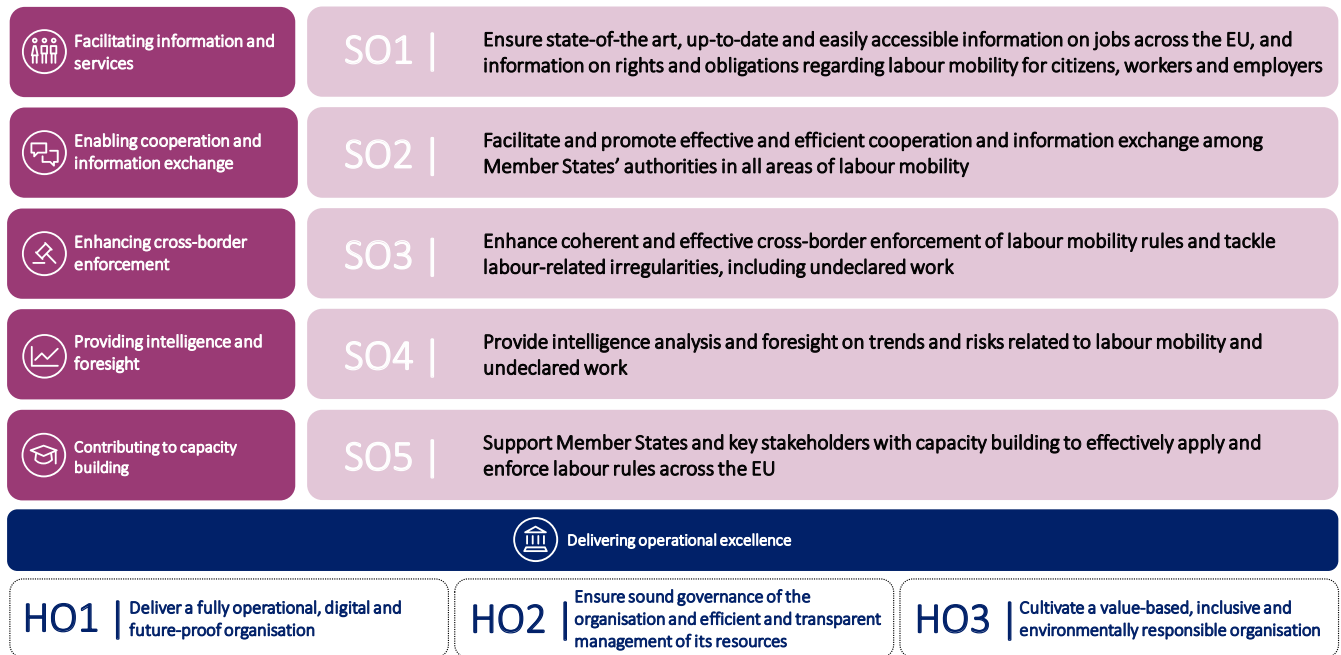 Facilitating information and
services
SO1 |
Ensure state-of-the art, up-to-date and easily accessible information on jobs across the EU, and
information on rights and obligations regarding labour mobility for citizens, workers and employers
Enabling cooperation and
information exchange
SO2 |
Facilitate and promote effective and efficient cooperation and information exchange among
Member States’ authorities in all areas of labour mobility
Enhancing cross-border
enforcement
SO3 |
Enhance coherent and effective cross-border enforcement of labour mobility rules and tackle
labour-related irregularities, including undeclared work
Providing intelligence and
foresight
SO4 |
Provide intelligence analysis and foresight on trends and risks related to labour mobility and
undeclared work
Contributing to capacity
building
SO5 |
Support Member States and key stakeholders with capacity building to effectively apply and
enforce labour rules across the EU
Delivering operational excellence
HO1 |
Deliver a fully operational, digital and
future-proof organisation
HO2 |
Ensure sound governance of the
organisation and efficient and transparent
management of its resources
HO3 |
Cultivate a value-based, inclusive and
environmentally responsible organisation